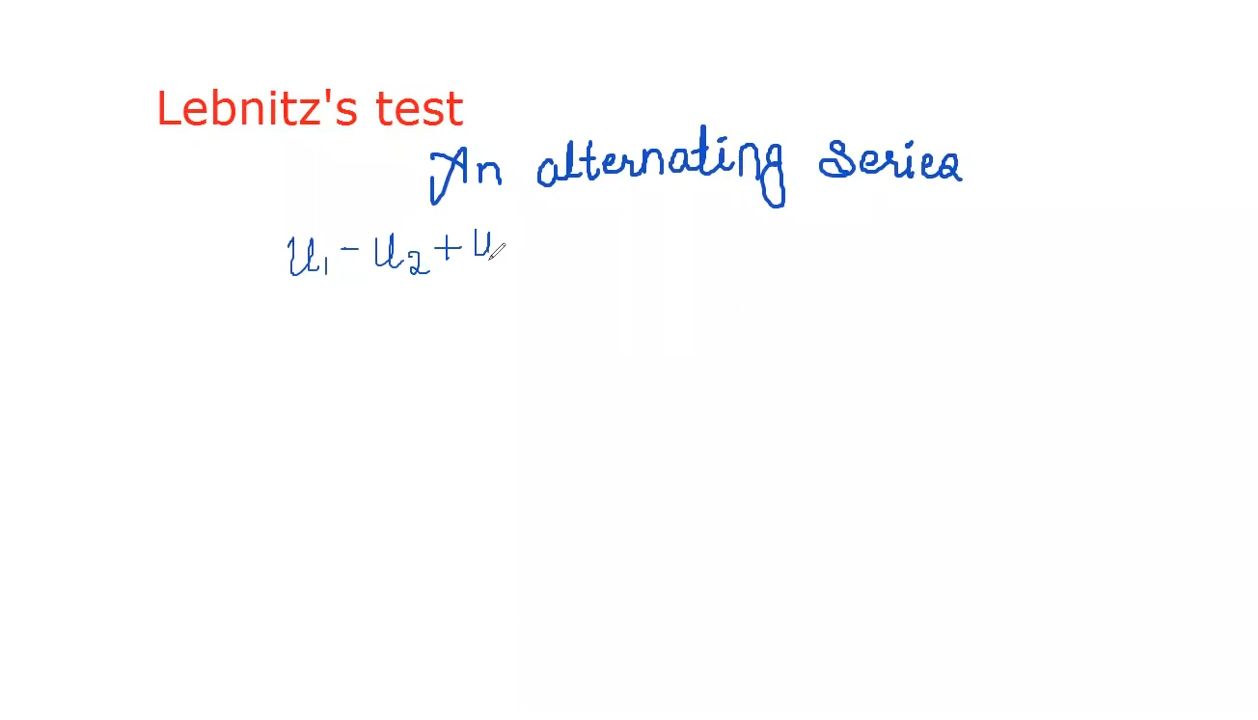 Lebnitz's test
An alternating series
u₁ - u₂ + u